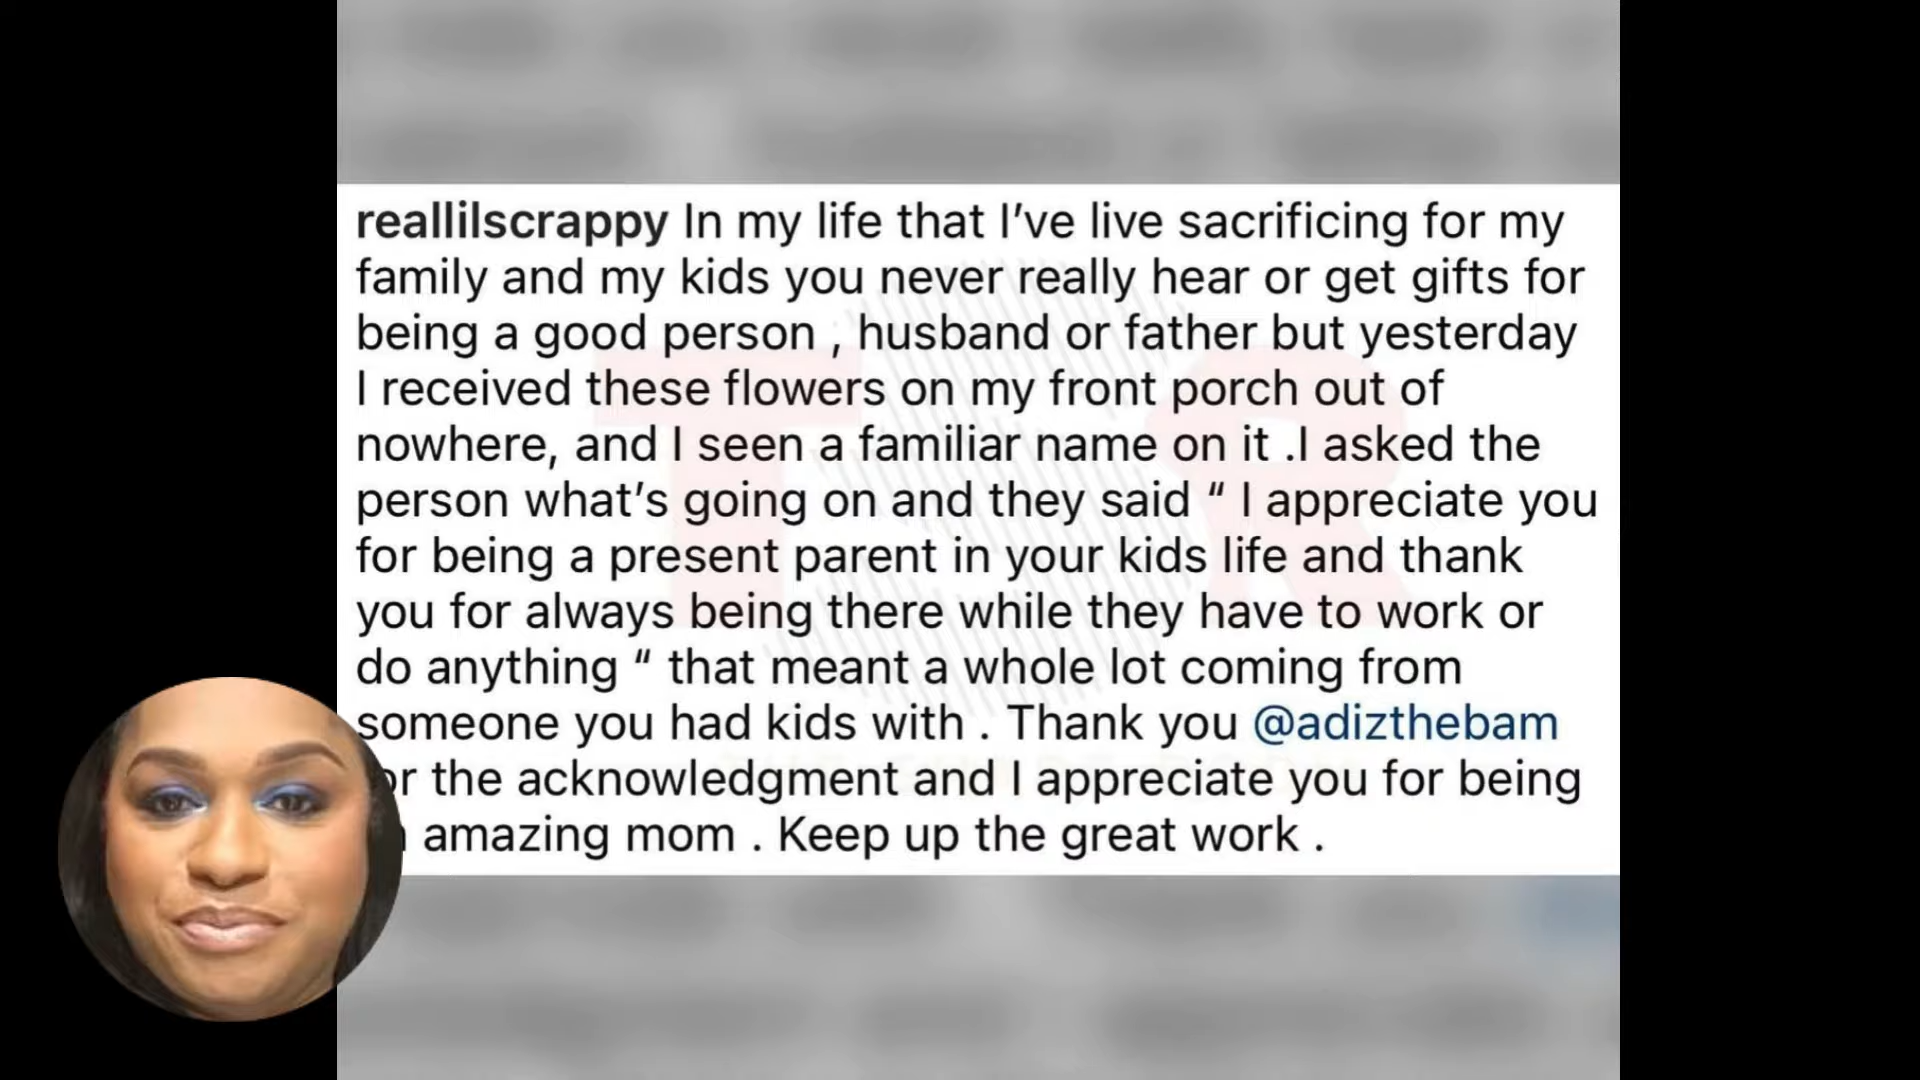 reallilscrappy In my life that I’ve live sacrificing for my
family and my kids you never really hear or get gifts for
being a good person , husband or father but yesterday
I received these flowers on my front porch out of
nowhere, and I seen a familiar name on it .I asked the
person what’s going on and they said “ I appreciate you
for being a present parent in your kids life and thank
you for always being there while they have to work or
do anything “ that meant a whole lot coming from
someone you had kids with . Thank you @adizthebam
r the acknowledgment and I appreciate you for being
amazing mom . Keep up the great work .